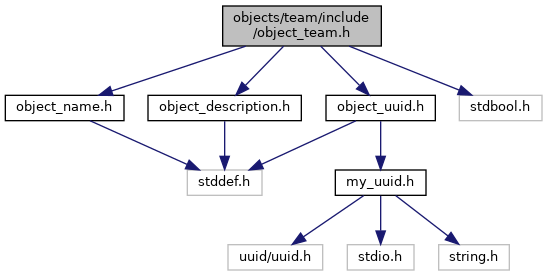 objects/team/include
/object_team.h
object_name.h
object_description.h
object_uuid.h
stdbool.h
stddef.h
my_uuid.h
uuid/uuid.h
stdio.h
string.h